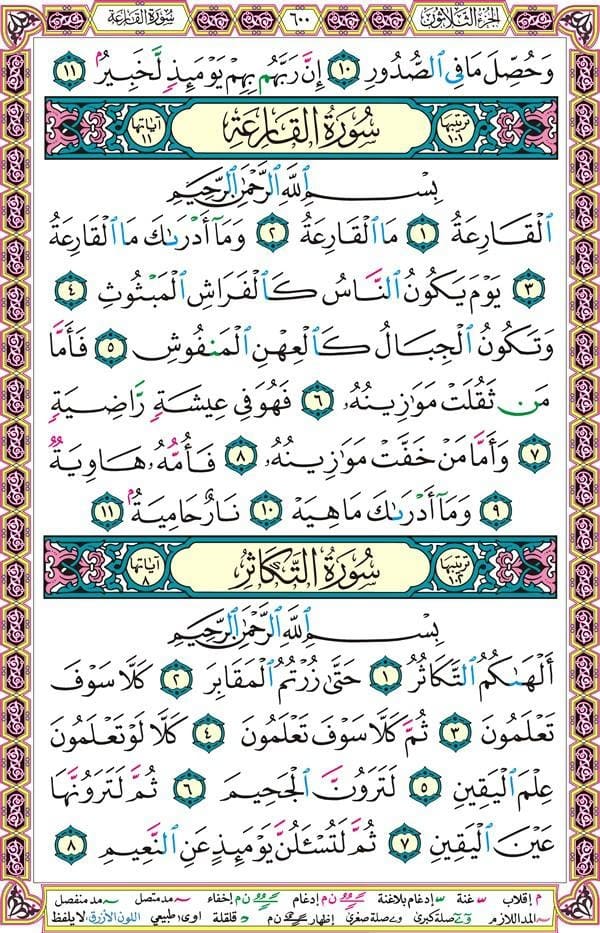 الجزء الثلاثون ٦٠٠ سورة القارعة
وَحُصِّلَ مَا فِي ٱلصُّدُورِ ١٠ إِنَّ رَبَّهُم بِهِمْ يَوْمَئِذٍ لَّخَبِيرٌۢ ١١
ترتيبها ١٠١ سُورَةُ القَارِعَةِ آياتها ١١
بِسْمِ ٱللَّهِ ٱلرَّحْمَٰنِ ٱلرَّحِيمِ
ٱلْقَارِعَةُ ١ مَا ٱلْقَارِعَةُ ٢ وَمَآ أَدْرَىٰكَ مَا ٱلْقَارِعَةُ
٣ يَوْمَ يَكُونُ ٱلنَّاسُ كَٱلْفَرَاشِ ٱلْمَبْثُوثِ ٤
وَتَكُونُ ٱلْجِبَالُ كَٱلْعِهْنِ ٱلْمَنفُوشِ ٥ فَأَمَّا
مَن ثَقُلَتْ مَوَٰزِينُهُۥ ٦ فَهُوَ فِي عِيشَةٍ رَّاضِيَةٍ
٧ وَأَمَّا مَنْ خَفَّتْ مَوَٰزِينُهُۥ ٨ فَأُمُّهُۥ هَاوِيَةٌ
٩ وَمَآ أَدْرَىٰكَ مَا هِيَهْ ١٠ نَارٌ حَامِيَةٌۢ ١١
ترتيبها ١٠٢ سُورَةُ التَّكَاثُرِ آياتها ٨
بِسْمِ ٱللَّهِ ٱلرَّحْمَٰنِ ٱلرَّحِيمِ
أَلْهَىٰكُمُ ٱلتَّكَاثُرُ ١ حَتَّىٰ زُرْتُمُ ٱلْمَقَابِرَ ٢ كَلَّا سَوْفَ
تَعْلَمُونَ ٣ ثُمَّ كَلَّا سَوْفَ تَعْلَمُونَ ٤ كَلَّا لَوْ تَعْلَمُونَ
عِلْمَ ٱلْيَقِينِ ٥ لَتَرَوُنَّ ٱلْجَحِيمَ ٦ ثُمَّ لَتَرَوُنَّهَا
عَيْنَ ٱلْيَقِينِ ٧ ثُمَّ لَتُسْـَٔلُنَّ يَوْمَئِذٍ عَنِ ٱلنَّعِيمِ ٨
م إقلاب غنة إدغام بلاغنة ن م إدغام ن م إخفاء مد متصل مد منفصل
المد اللازم صلة كبرى صلة صغرى إظهار ن م قلقلة اوى طبيعي اللون الأزرق لا يلفظ